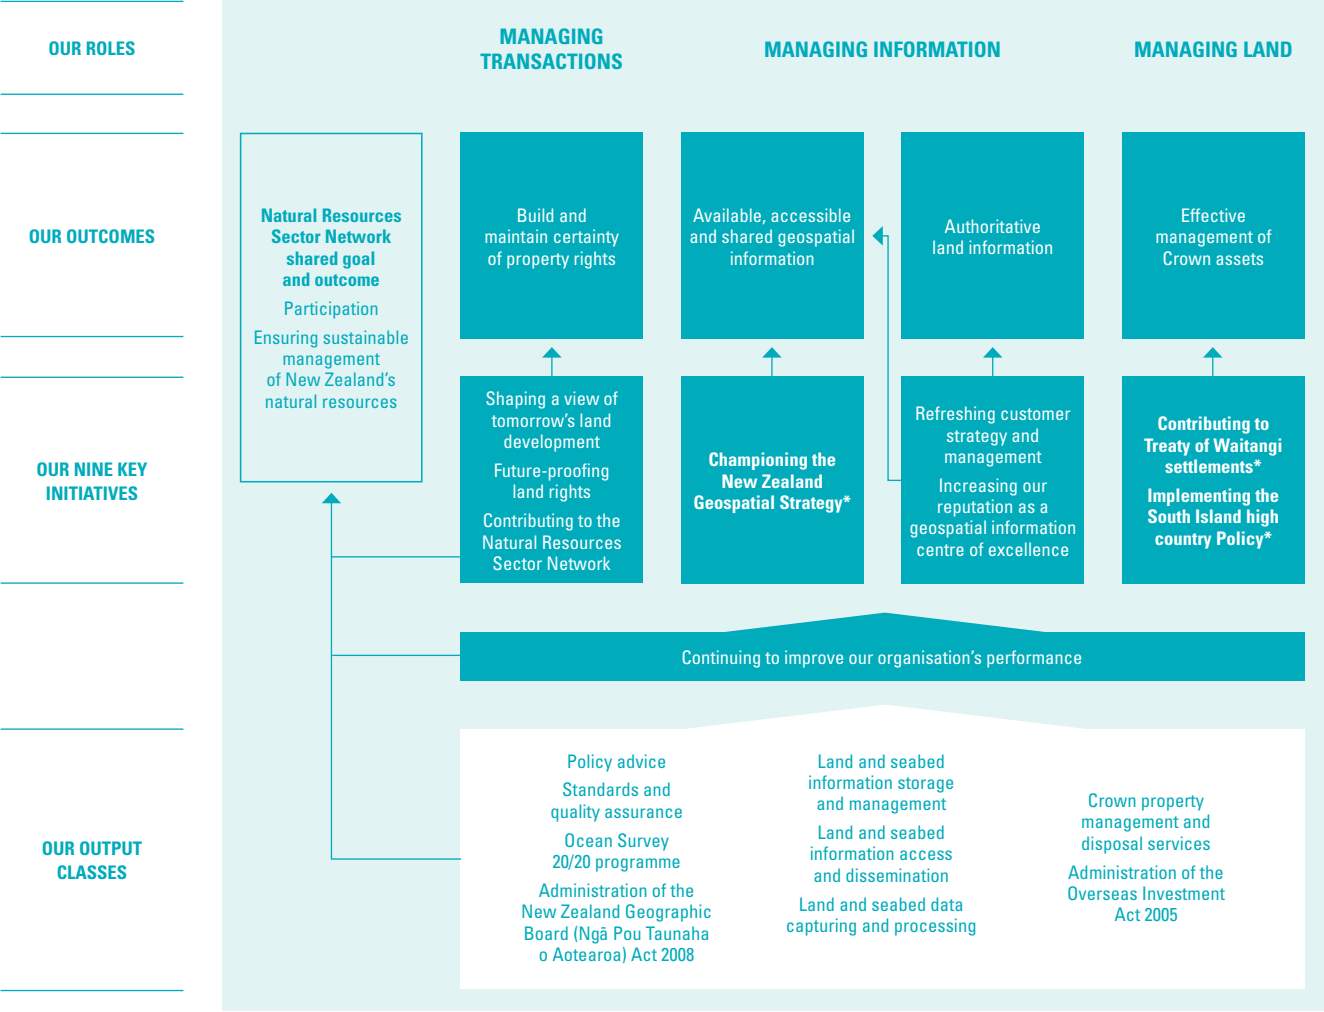 OUR ROLES
MANAGING
TRANSACTIONS
MANAGING INFORMATION
MANAGING LAND
OUR OUTCOMES
Natural Resources
Sector Network
shared goal
and outcome
Participation
Ensuring sustainable
management
of New Zealand's
natural resources
Build and
maintain certainty
of property rights
Available, accessible
and shared geospatial
information
Authoritative
land information
Effective
management of
Crown assets
OUR NINE KEY
INITIATIVES
Shaping a view of
tomorrow's land
development
Future-proofing
land rights
Contributing to the
Natural Resources
Sector Network
Championing the
New Zealand
Geospatial Strategy*
Refreshing customer
strategy and
management
Increasing our
reputation as a
geospatial information
centre of excellence
Contributing to
Treaty of Waitangi
settlements*
Implementing the
South Island high
country Policy*
Continuing to improve our organisation's performance
OUR OUTPUT
CLASSES
Policy advice
Standards and
quality assurance
Ocean Survey
20/20 programme
Administration of the
New Zealand Geographic
Board (Ngā Pou Taunaha
o Aotearoa) Act 2008
Land and seabed
information storage
and management
Land and seabed
information access
and dissemination
Land and seabed data
capturing and processing
Crown property
management and
disposal services
Administration of the
Overseas Investment
Act 2005